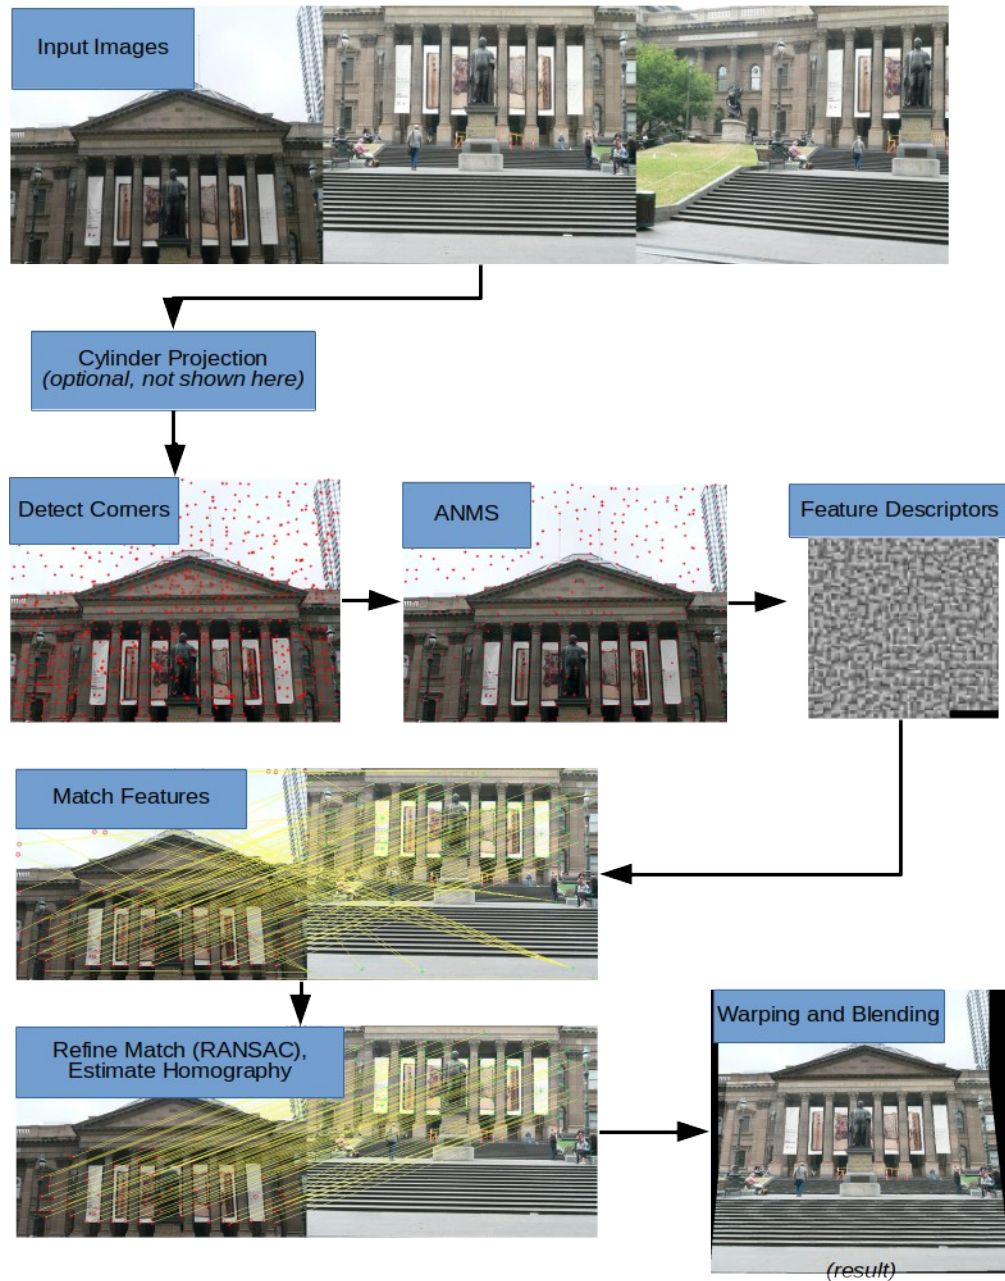 Input Images
Cylinder Projection
(optional, not shown here)
Detect Corners
ANMS
Feature Descriptors
Match Features
Refine Match (RANSAC),
Estimate Homography
Warping and Blending
(result)